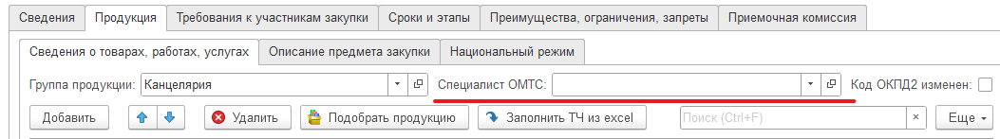 Сведения Продукция Требования к участникам закупки Сроки и этапы Преимущества, ограничения, запреты Приемочная комиссия
Сведения о товарах, работах, услугах Описание предмета закупки Национальный режим
Группа продукции: Канцелярия Специалист ОМТС: Код ОКПД2 изменен:
Добавить Удалить Подобрать продукцию Заполнить ТЧ из excel Поиск (Ctrl+F) × Еще